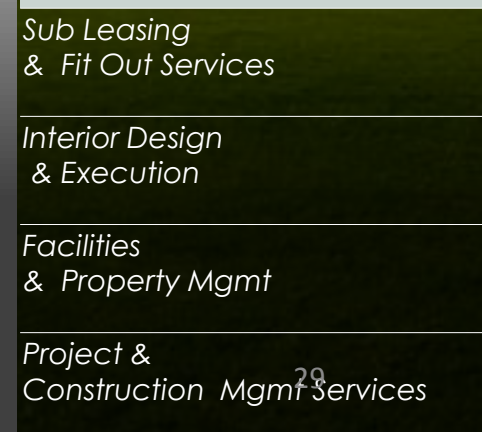 Sub Leasing
& Fit Out Services
Interior Design
& Execution
Facilities
& Property Mgmt
Project &
Construction Mgmt Services
29